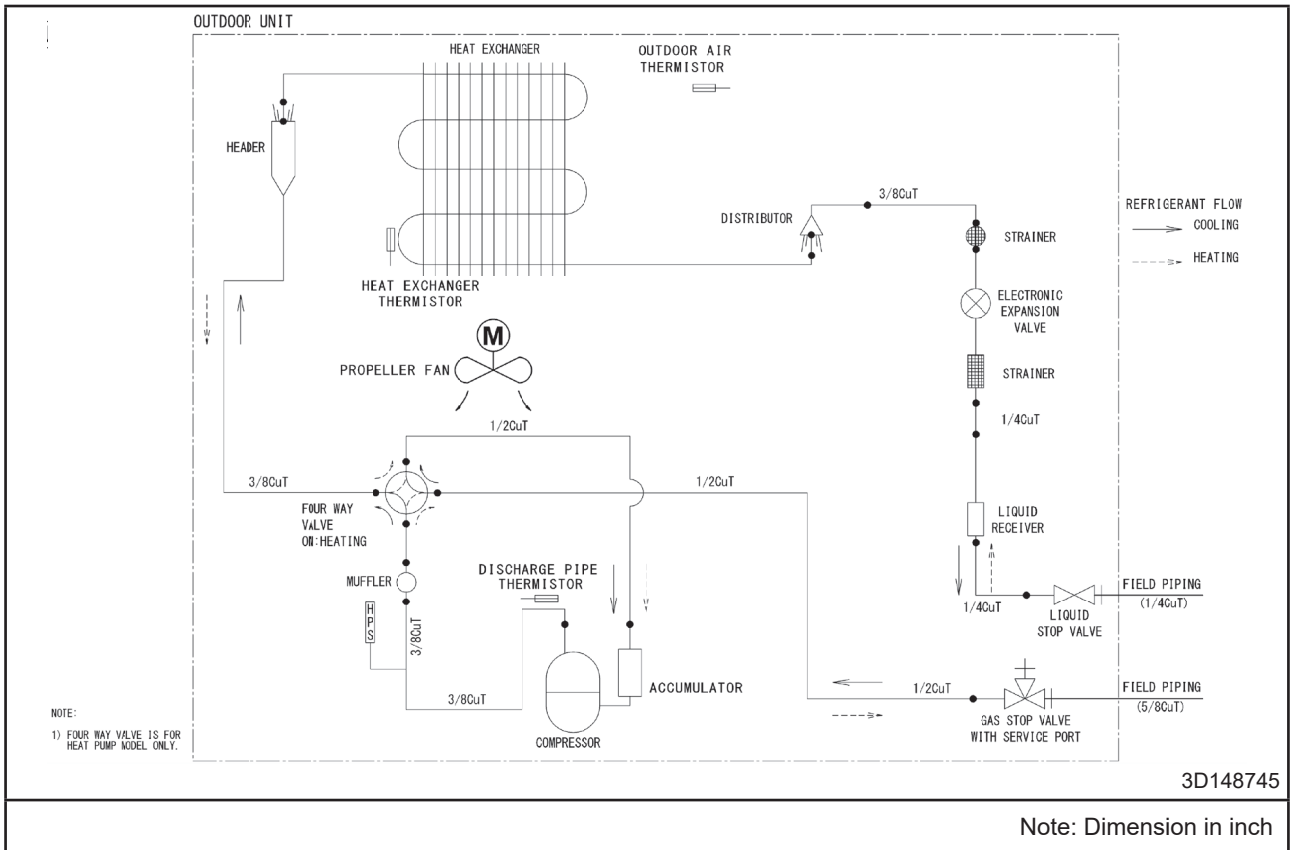 OUTDOOR UNIT
HEAT EXCHANGER
OUTDOOR AIR
THERMISTOR
HEADER
3/8CuT
DISTRIBUTOR
STRAINER
REFRIGERANT FLOW
COOLING
HEATING
HEAT EXCHANGER
THERMISTOR
ELECTRONIC
EXPANSION
VALVE
M
PROPELLER FAN
STRAINER
1/2CuT
1/4CuT
3/8CuT
1/2CuT
FOUR WAY
VALVE
ON:HEATING
LIQUID
RECEIVER
MUFFLER
DISCHARGE PIPE
THERMISTOR
HPS
3/8CuT
1/4CuT
LIQUID
STOP VALVE
FIELD PIPING
(1/4CuT)
3/8CuT
ACCUMULATOR
COMPRESSOR
1/2CuT
GAS STOP VALVE
WITH SERVICE PORT
FIELD PIPING
(5/8CuT)
NOTE:
1) FOUR WAY VALVE IS FOR
HEAT PUMP MODEL ONLY.
3D148745
Note: Dimension in inch